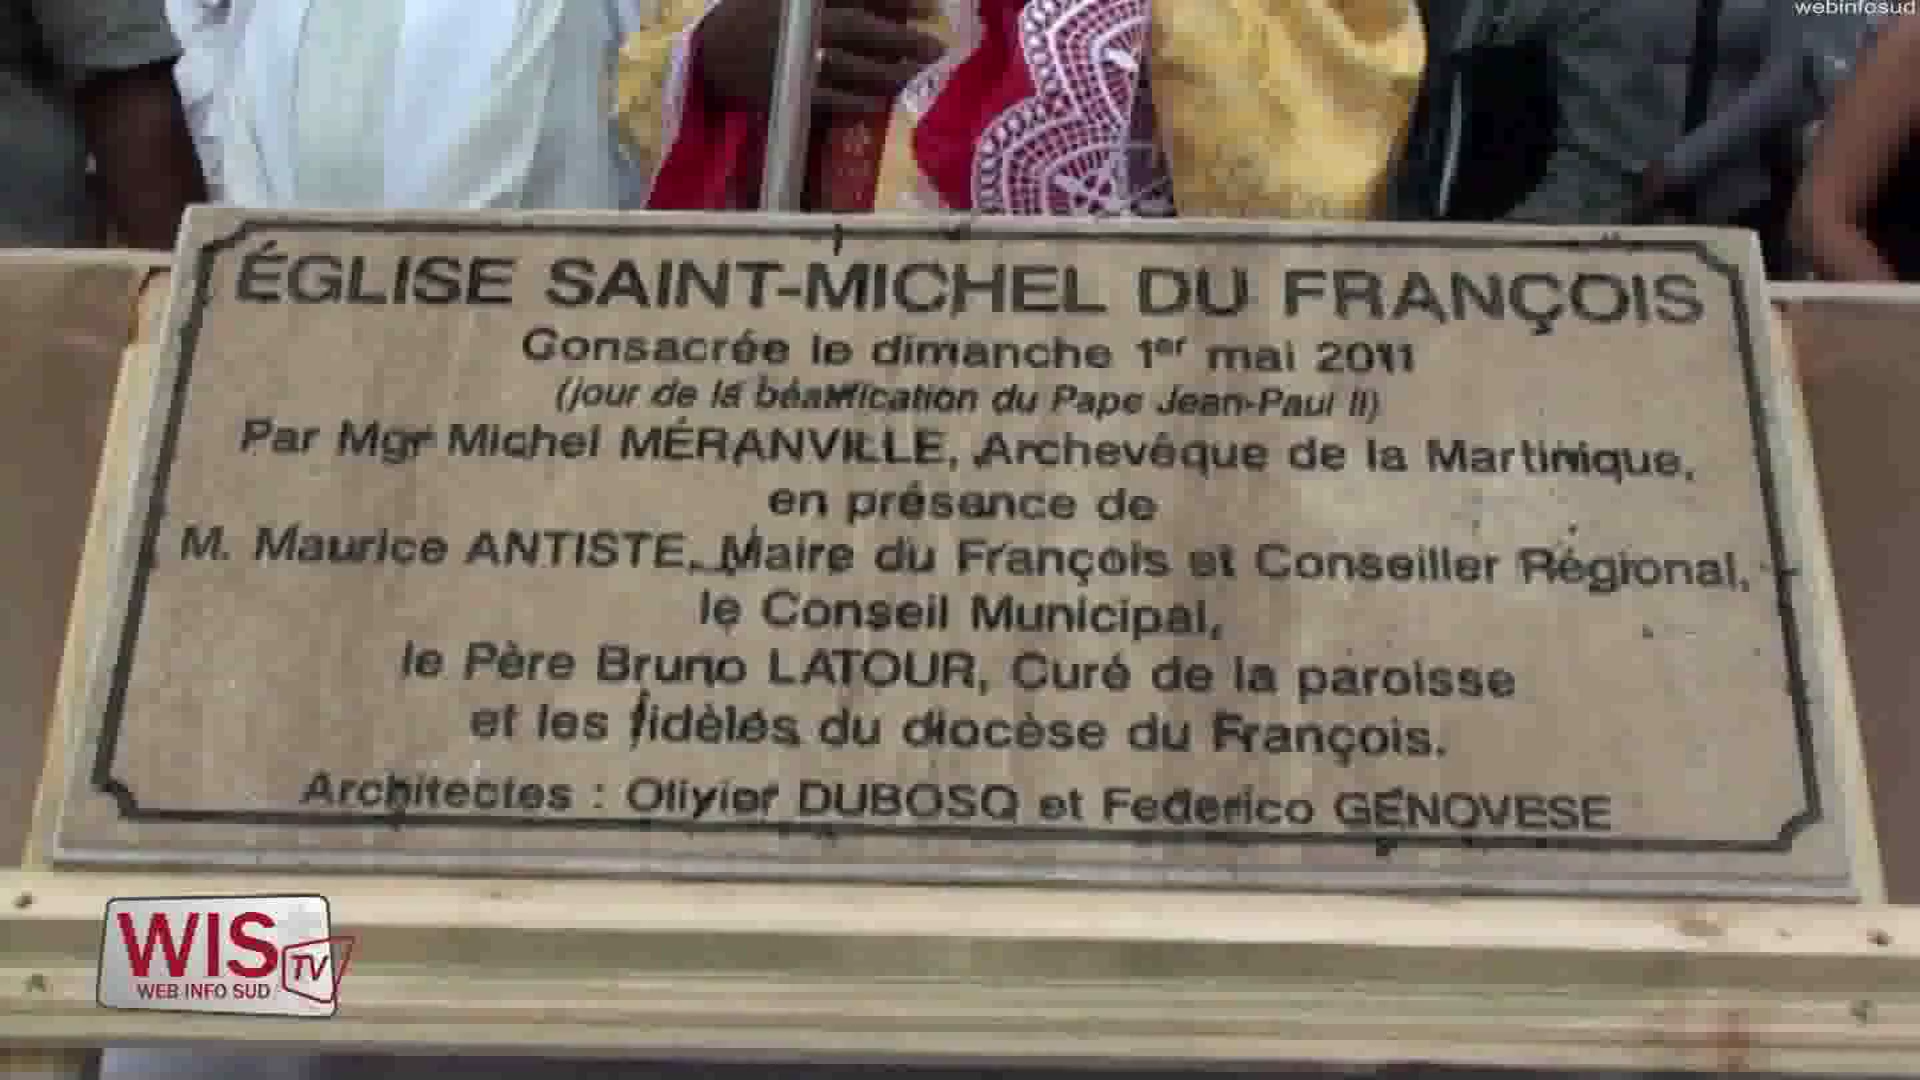 webinfosud
ÉGLISE SAINT-MICHEL DU FRANÇOIS
Consacrée le dimanche 1er mai 2011
(jour de la béatification du Pape Jean-Paul II)
Par Mgr Michel MÉRANVILLE, Archevêque de la Martinique,
en présance de
M. Maurice ANTISTE, Maire du François et Conseiller Régional,
le Conseil Municipal,
le Père Bruno LATOUR, Curé de la paroisse
et les fidèles du diocèse du François.
Architectes : Oliyier DUBOSQ et Federico GÉNOVESE
WIS TV
WEB INFO SUD